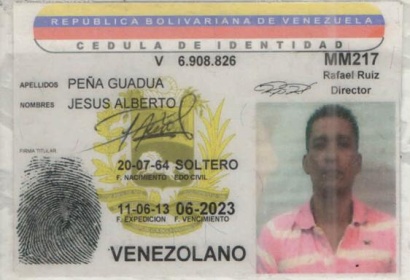 REPÚBLICA BOLIVARIANA DE VENEZUELA
CEDULA DE IDENTIDAD
V 6.908.826
MM217
Rafael Ruiz
Director
APELLIDOS PEÑA GUADUA
NOMBRES JESUS ALBERTO
FIRMA TITULAR
20-07-64 SOLTERO
F. NACIMIENTO EDO CIVIL
11-06-13 06-2023
F. EXPEDICION F. VENCIMIENTO
VENEZOLANO